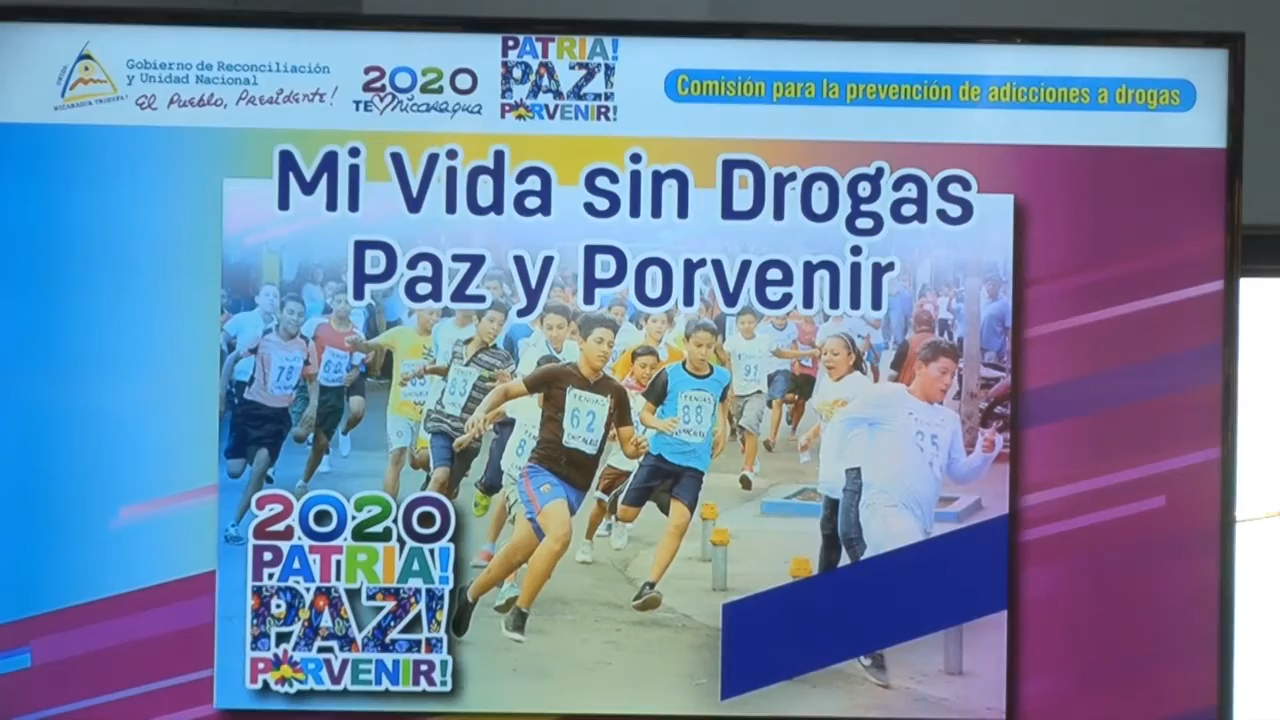 Gobierno de Reconciliación
y Unidad Nacional
El Pueblo, Presidente!
2020
TE Nicaragua
PATRIA!
PAZ!
PORVENIR!
Comisión para la prevención de adicciones a drogas
Mi Vida sin Drogas
Paz y Porvenir
78
83
62
88
91
65
2020
PATRIA!
PAZ!
PORVENIR!